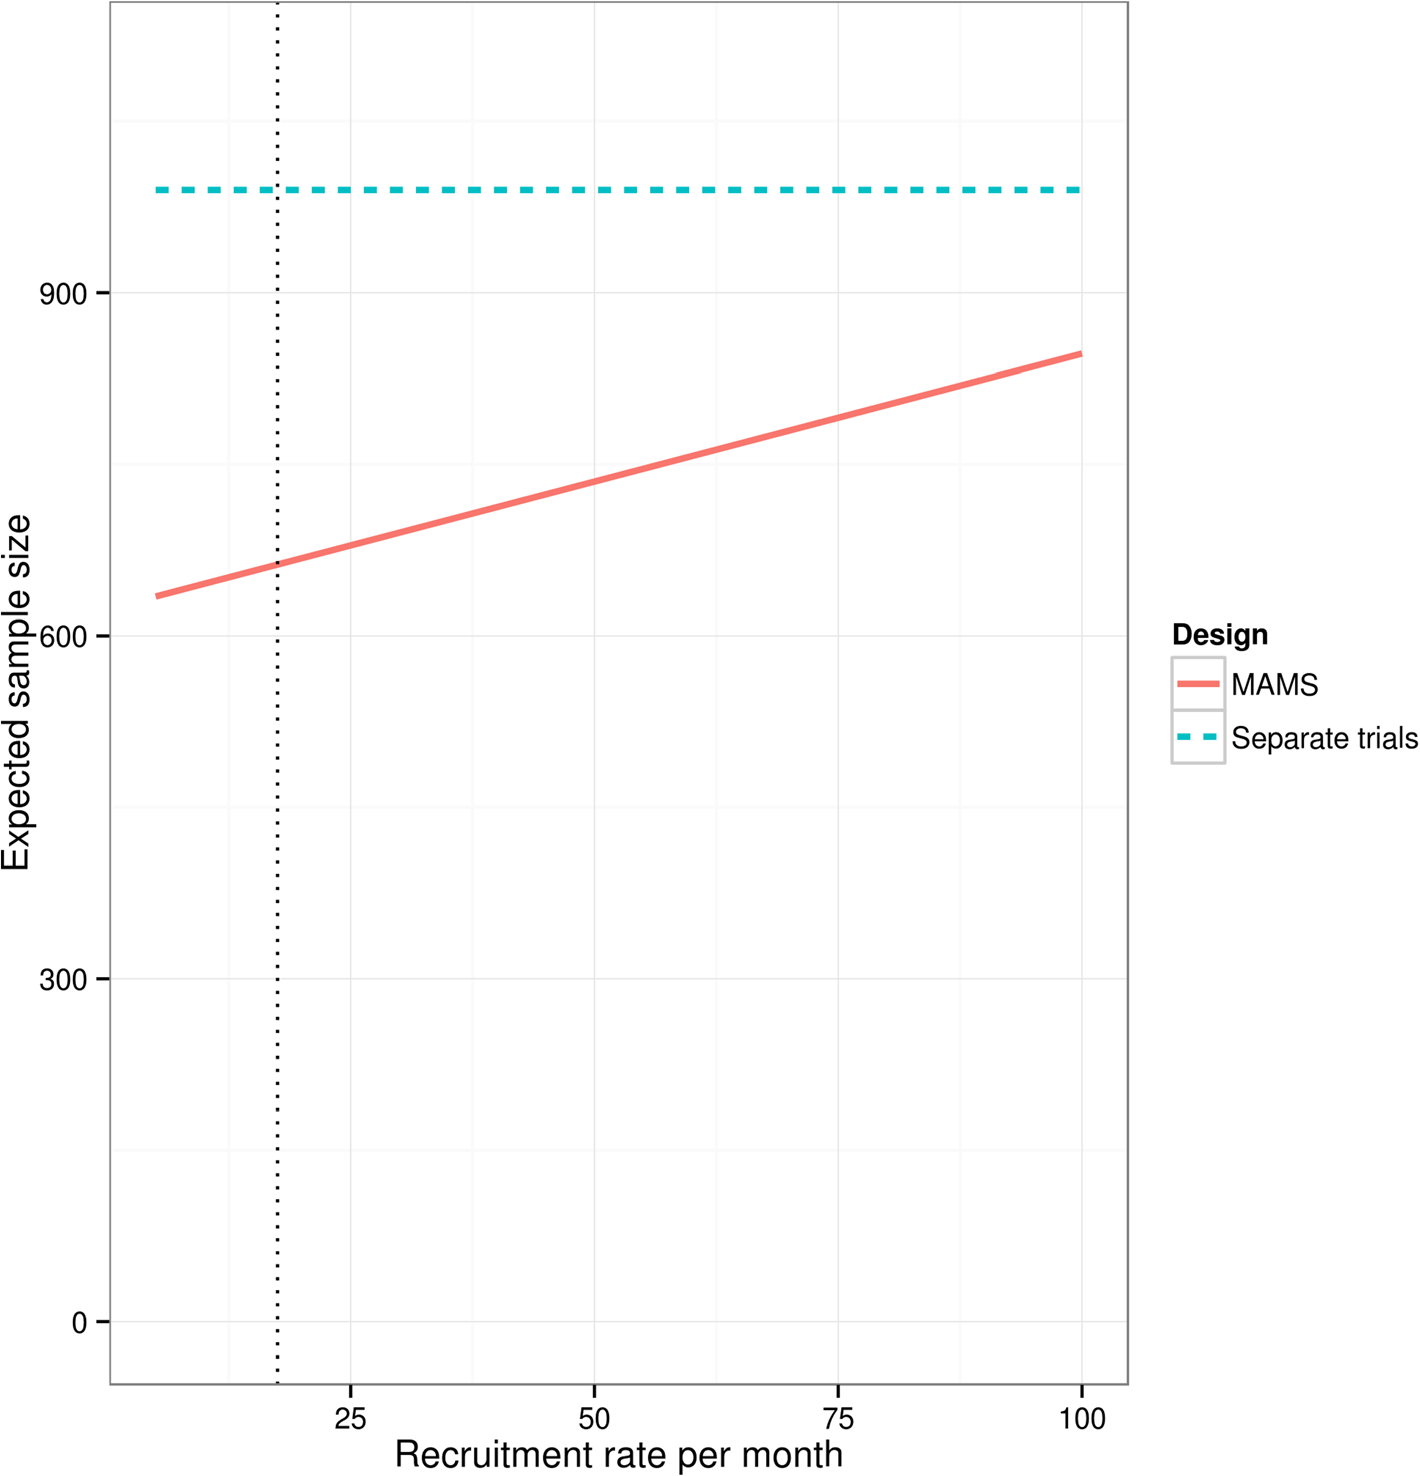 Expected sample size
900
600
300
0
25 50 75 100
Recruitment rate per month
Design
MAMS
Separate trials